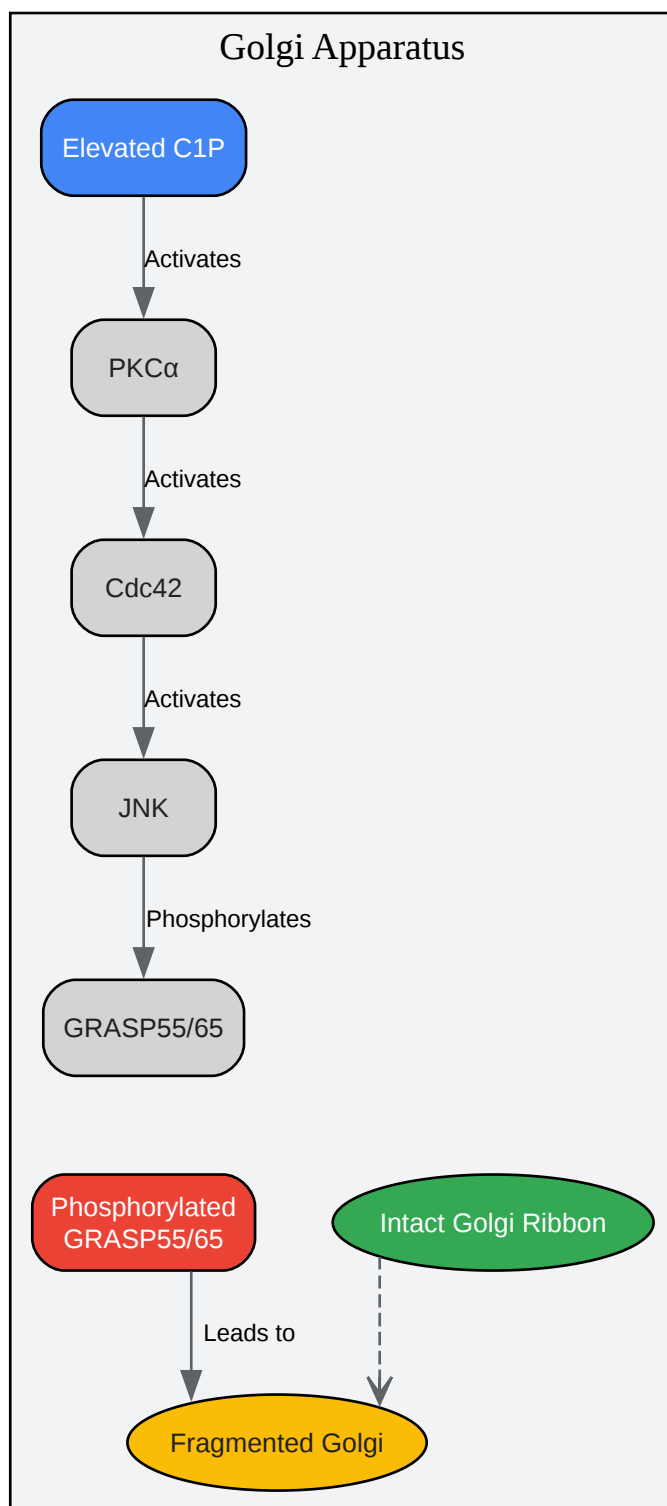 Golgi Apparatus
Elevated C1P
Activates
PKCα
Activates
Cdc42
Activates
JNK
Phosphorylates
GRASP55/65
Phosphorylated
GRASP55/65
Intact Golgi Ribbon
Leads to
Fragmented Golgi